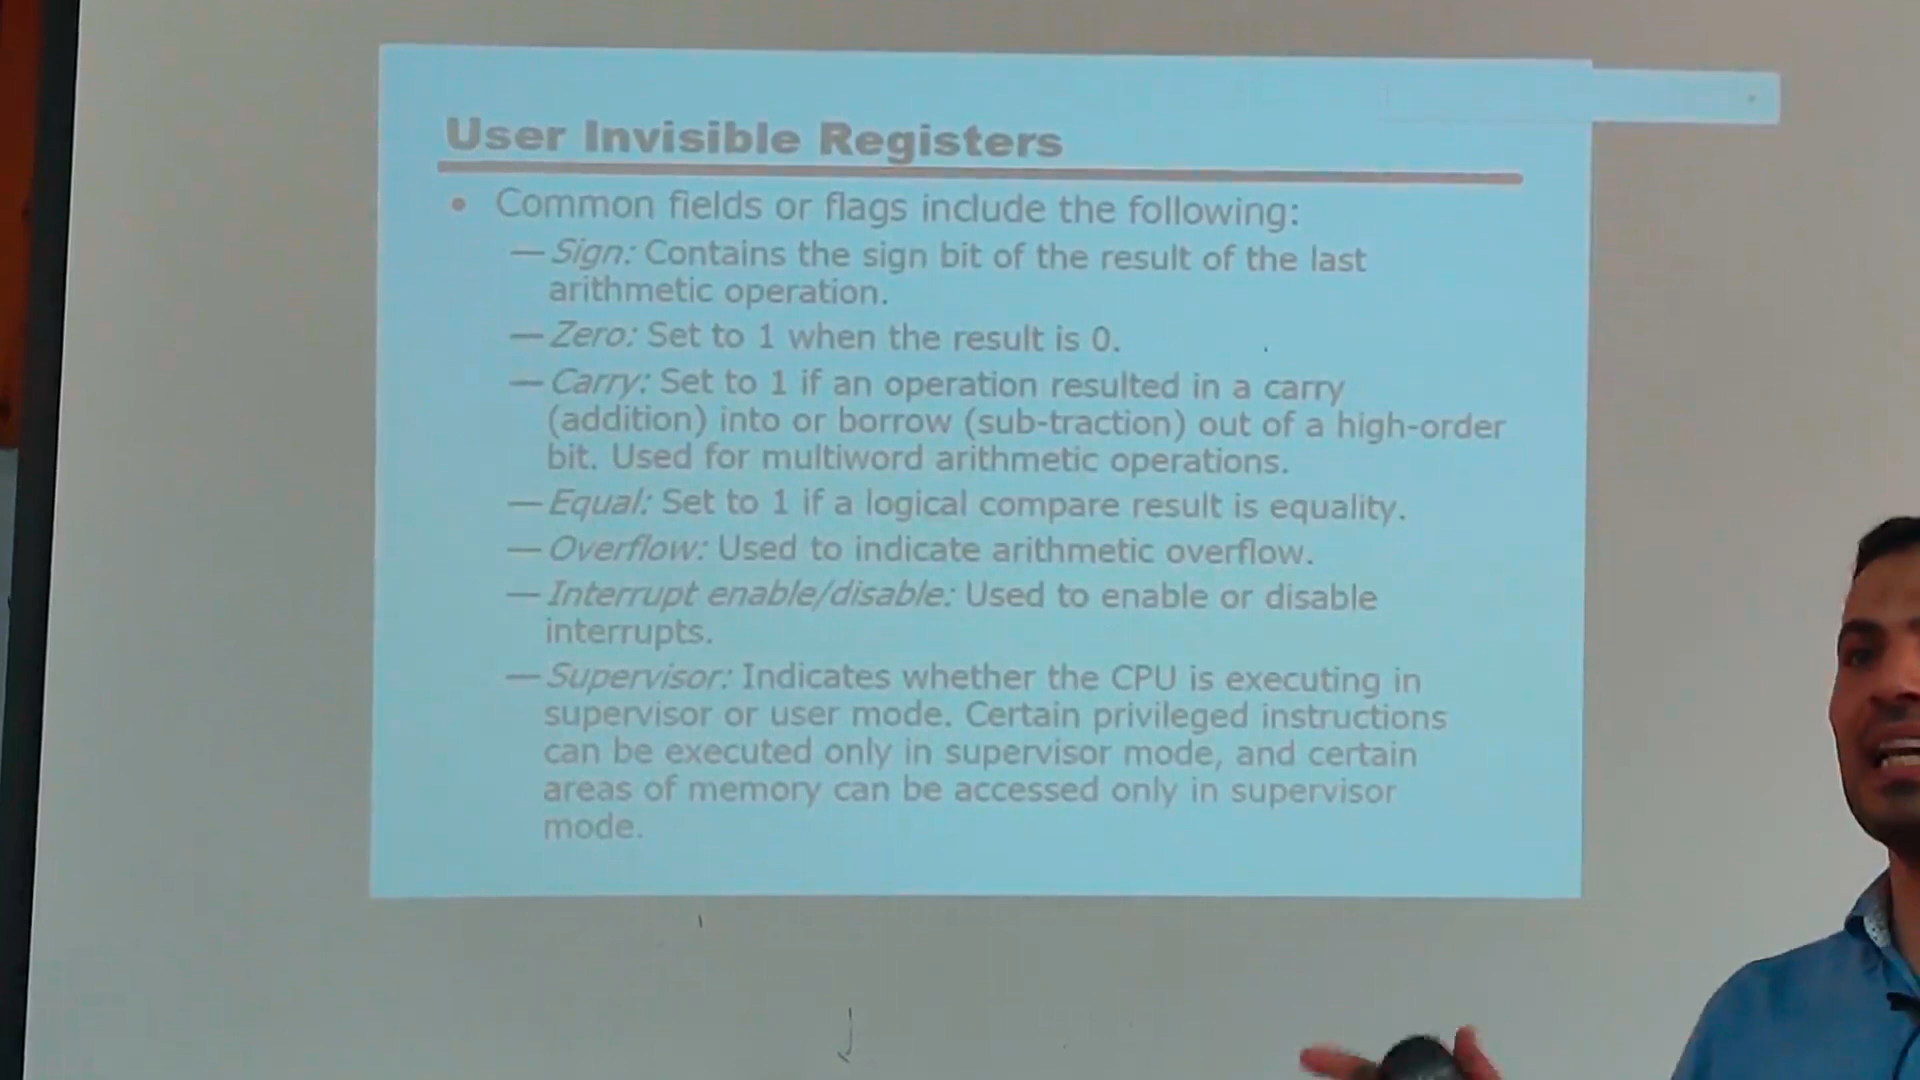 User Invisible Registers
• Common fields or flags include the following:
— Sign: Contains the sign bit of the result of the last
arithmetic operation.
— Zero: Set to 1 when the result is 0.
— Carry: Set to 1 if an operation resulted in a carry
(addition) into or borrow (sub-traction) out of a high-order
bit. Used for multiword arithmetic operations.
— Equal: Set to 1 if a logical compare result is equality.
— Overflow: Used to indicate arithmetic overflow.
— Interrupt enable/disable: Used to enable or disable
interrupts.
— Supervisor: Indicates whether the CPU is executing in
supervisor or user mode. Certain privileged instructions
can be executed only in supervisor mode, and certain
areas of memory can be accessed only in supervisor
mode.